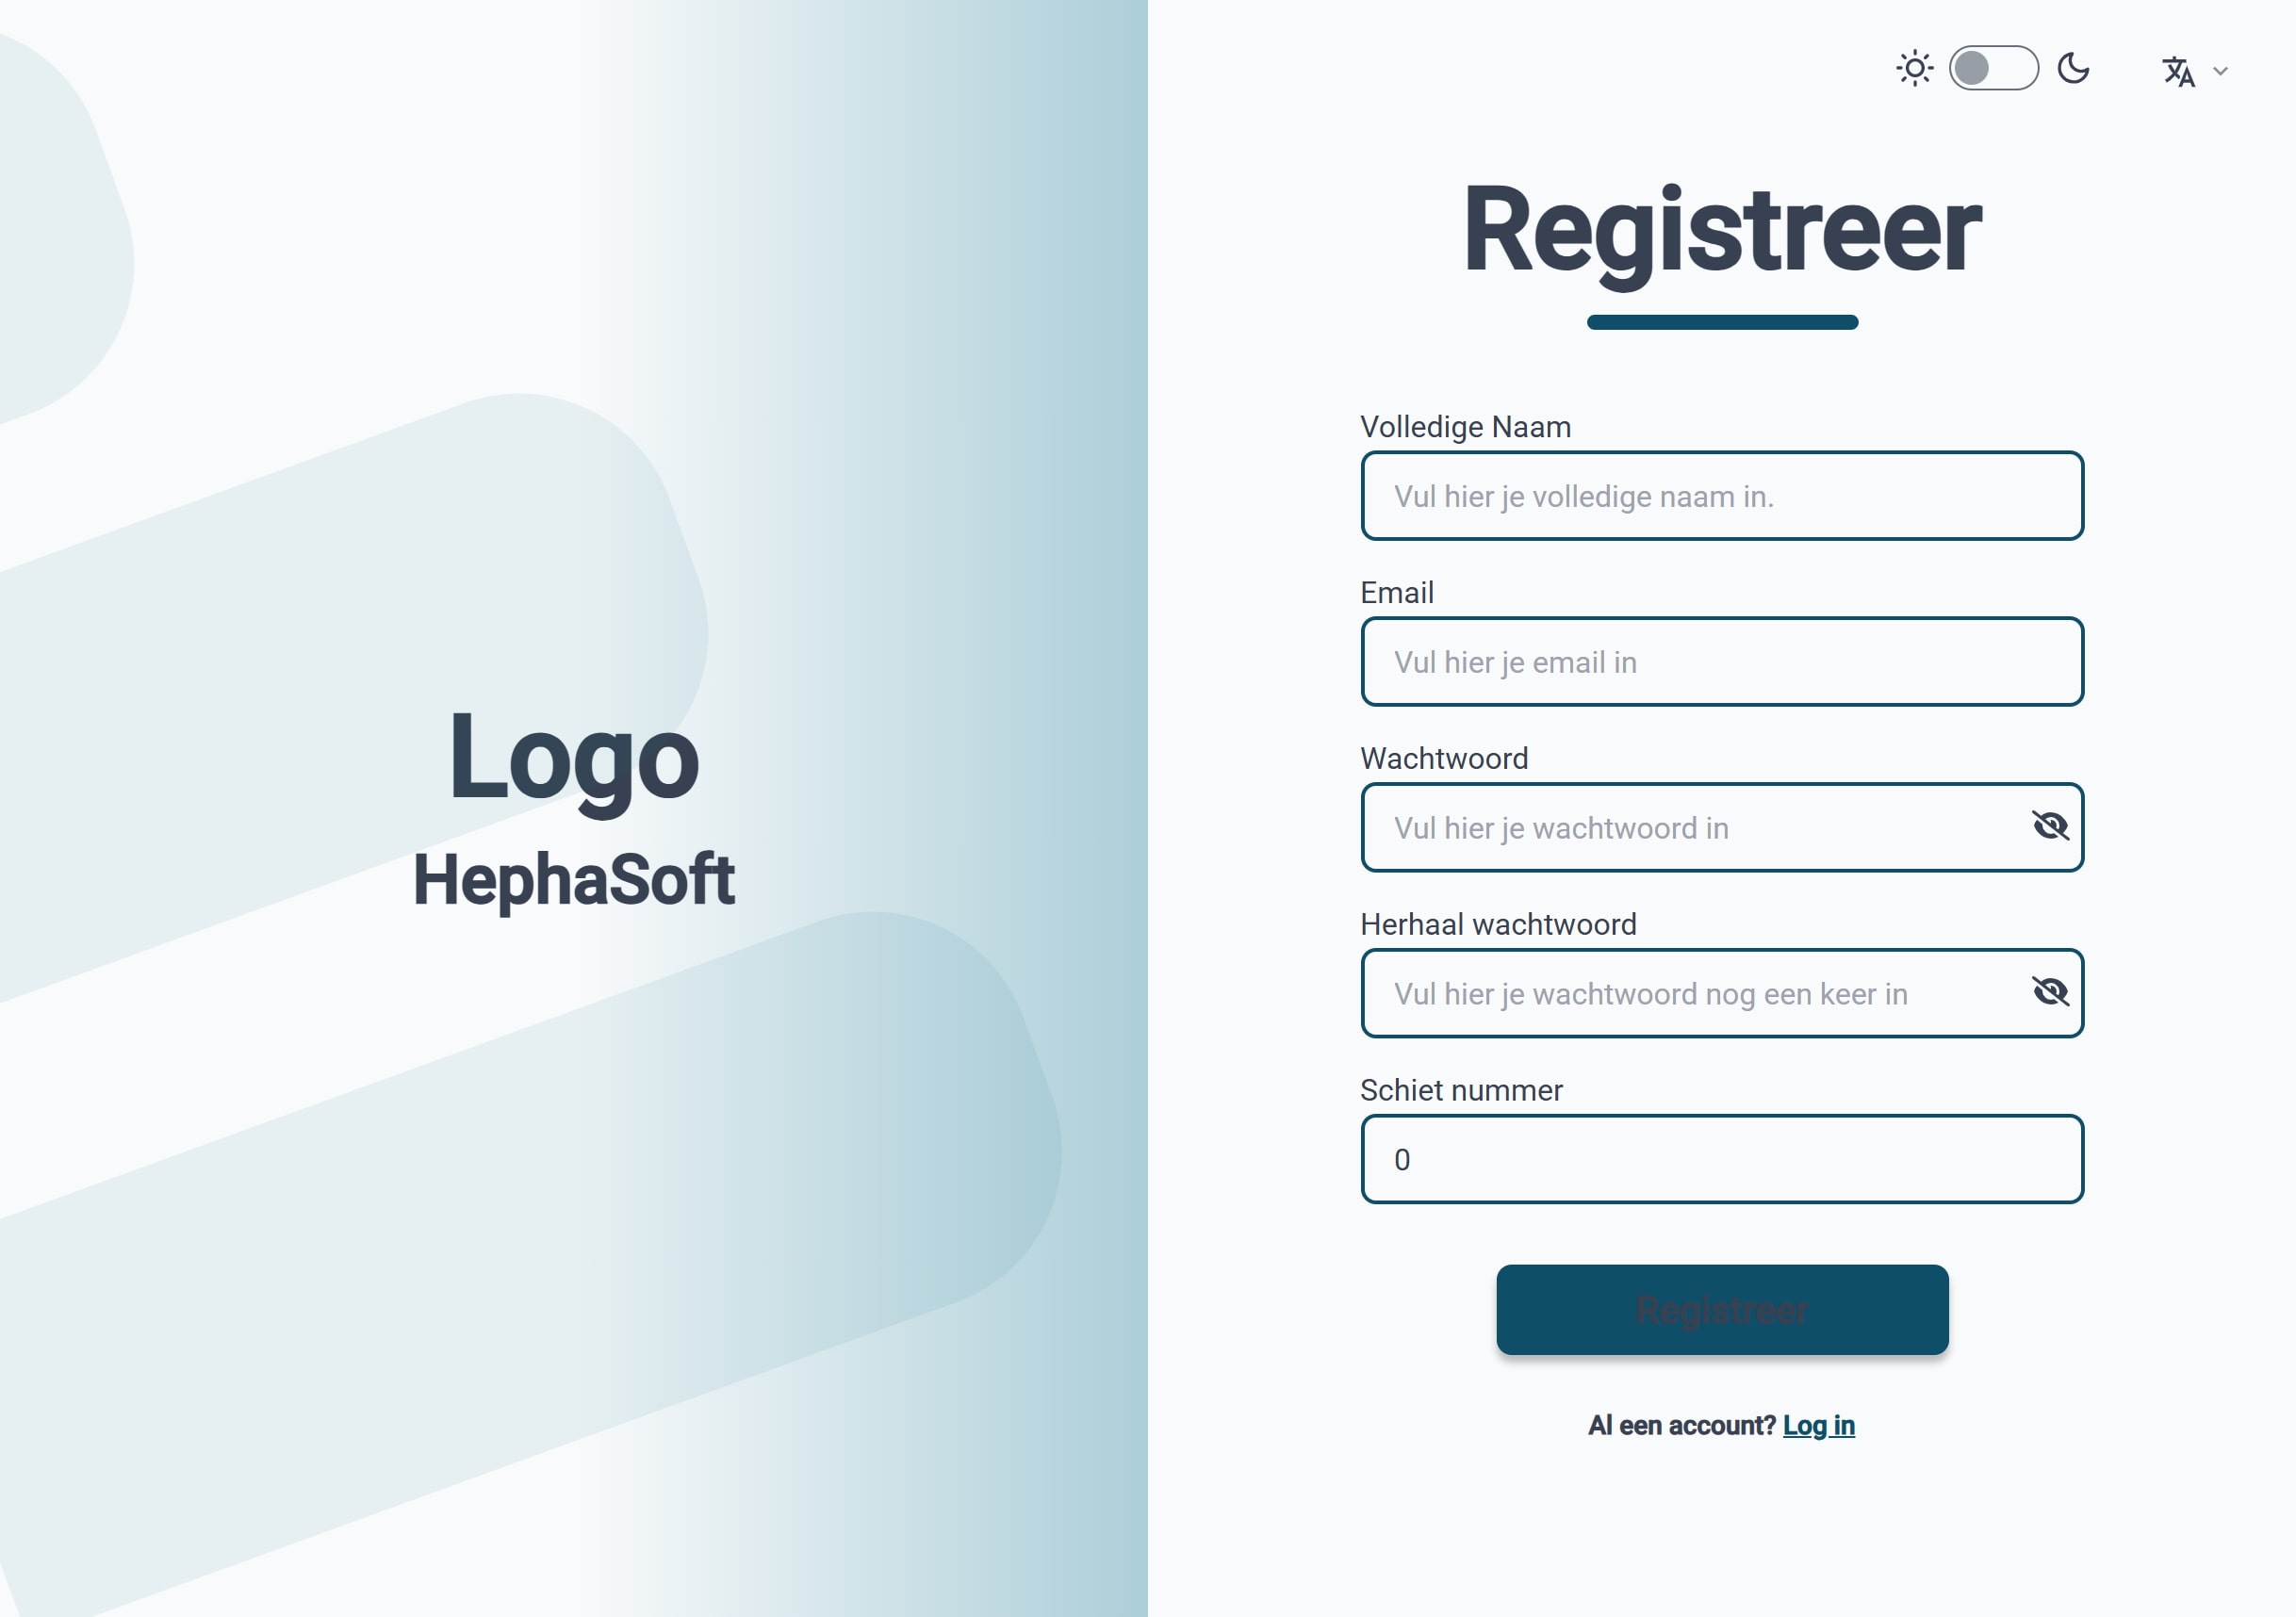 Logo
HephaSoft
Registreer
Volledige Naam
Vul hier je volledige naam in.
Email
Vul hier je email in
Wachtwoord
Vul hier je wachtwoord in
Herhaal wachtwoord
Vul hier je wachtwoord nog een keer in
Schiet nummer
0
Registreer
Al een account? Log in